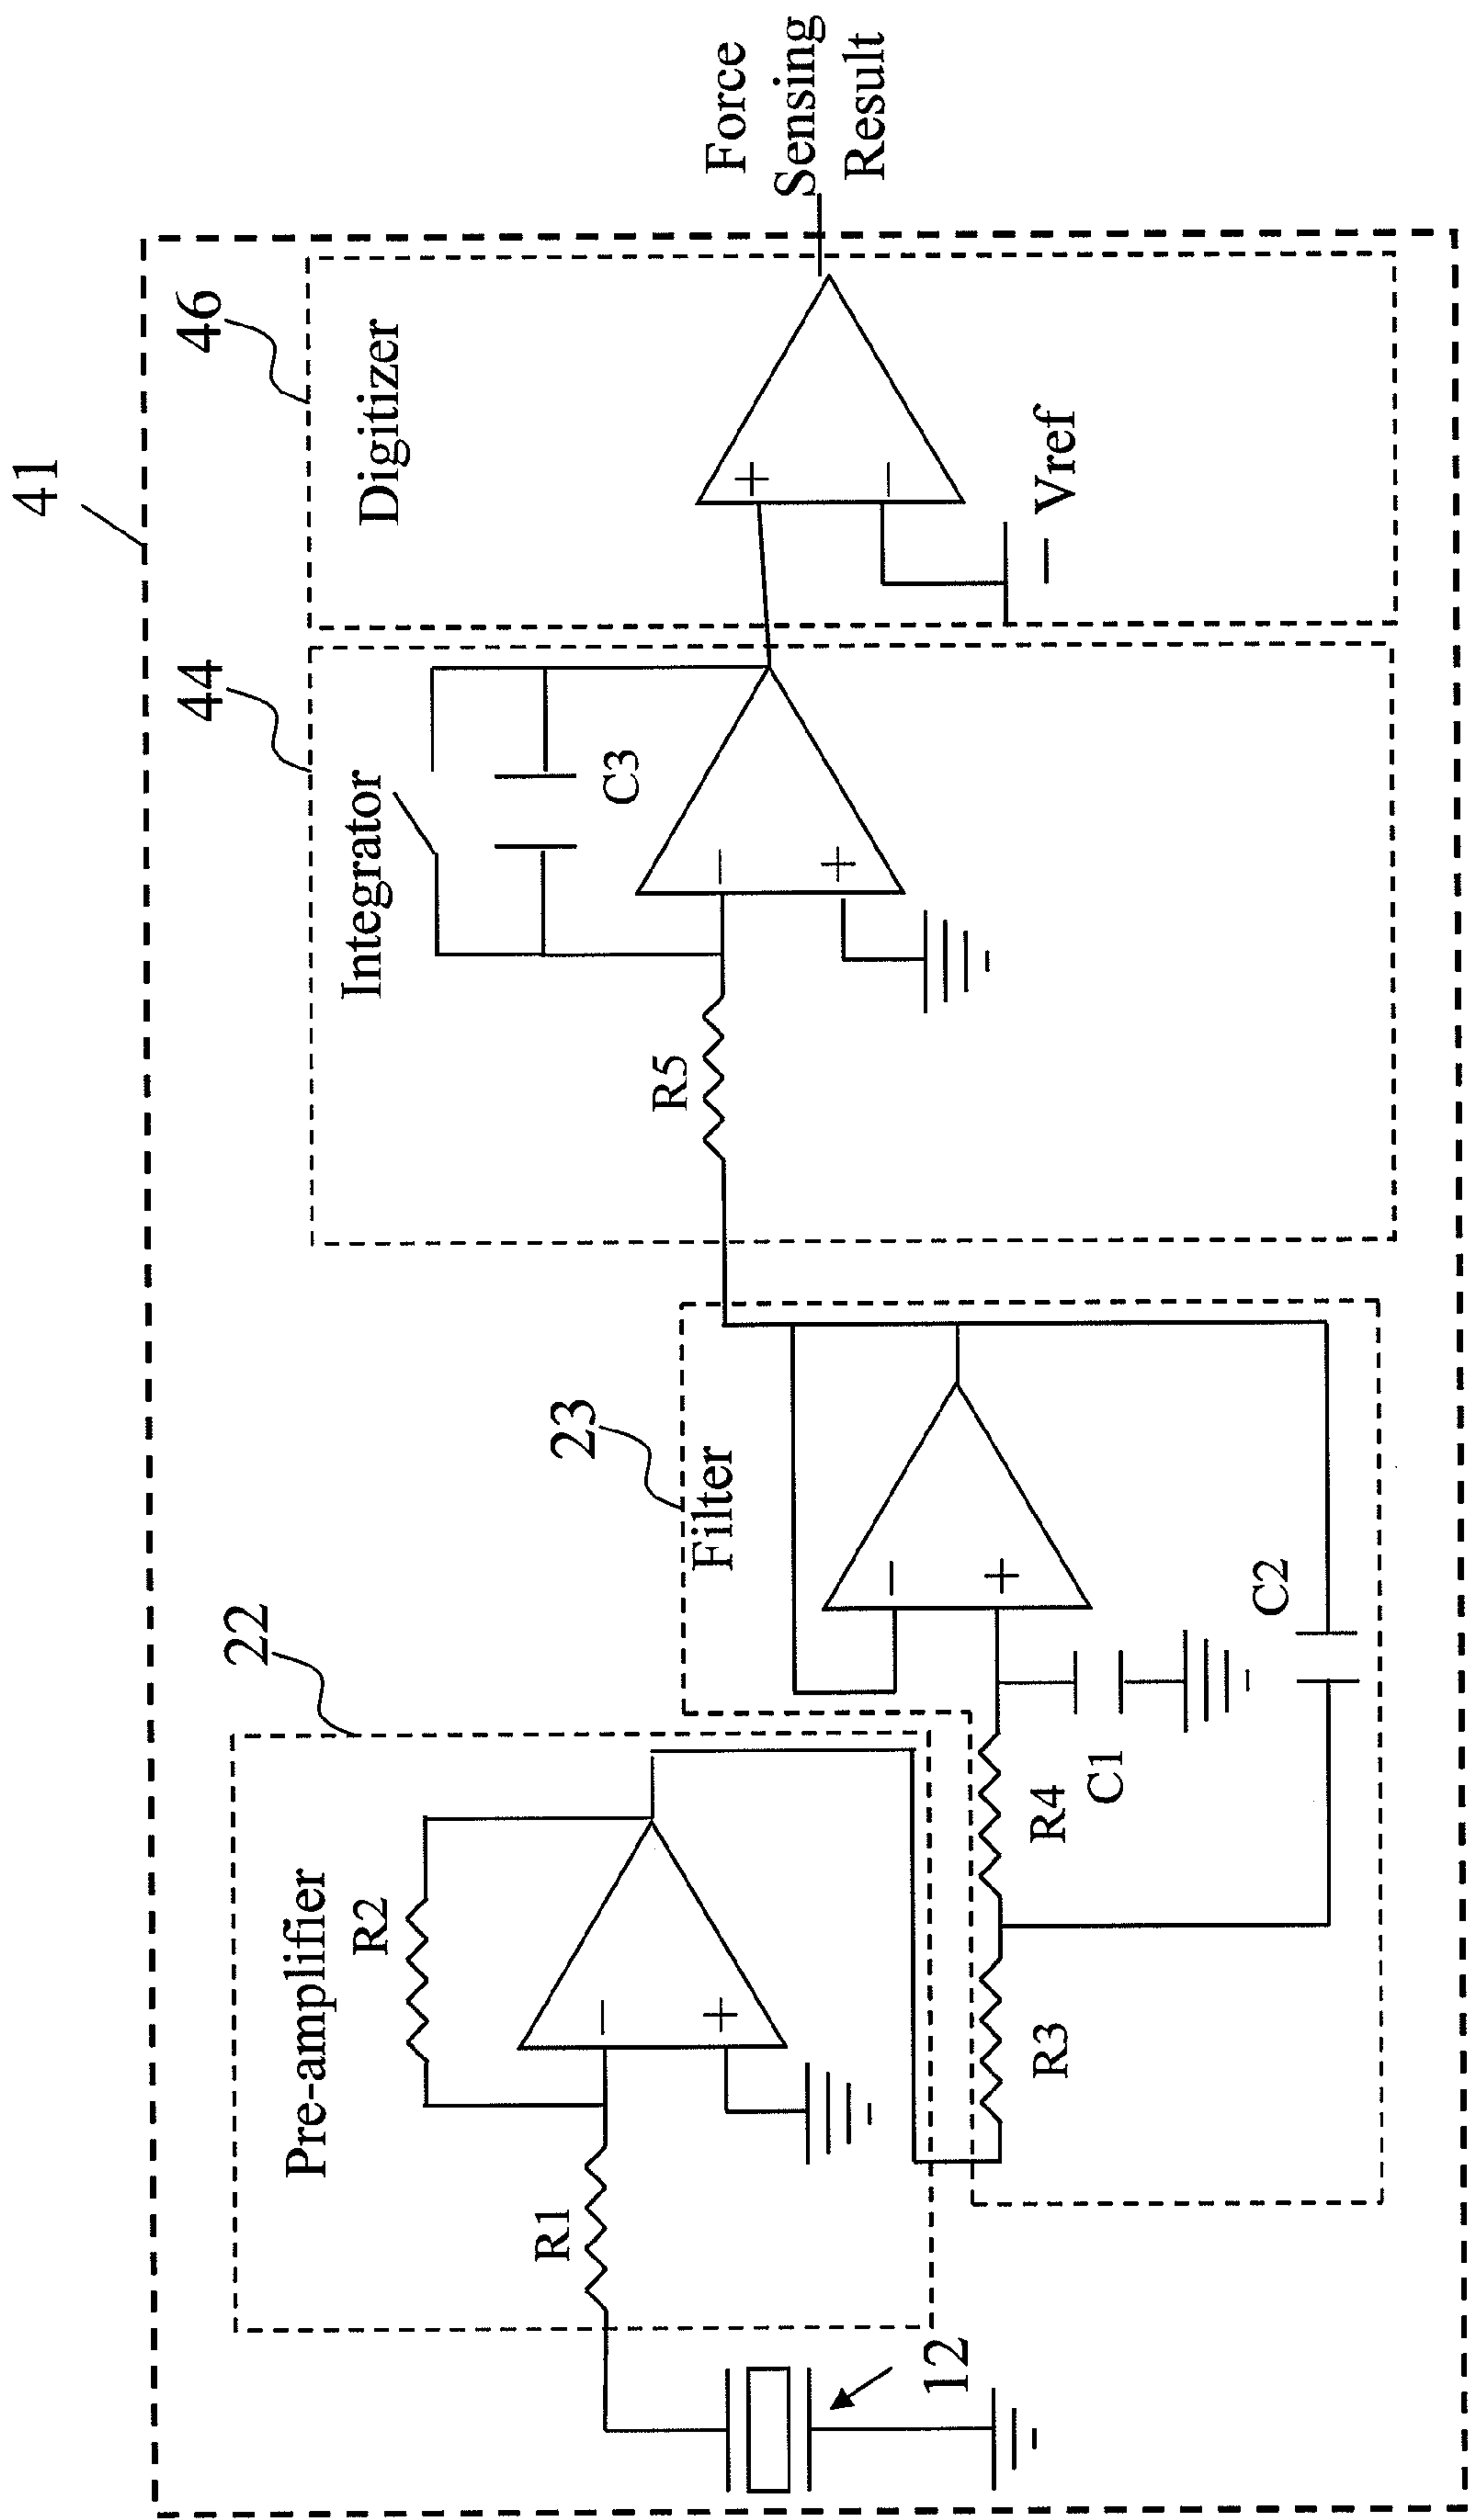 41
46
Digitizer
Force
Sensing
Result
+
−
Vref
44
Integrator
C3
R5
−
+
23
Filter
−
+
C2
22
Pre-amplifier
R2
R1
−
+
R3
R4
C1
12